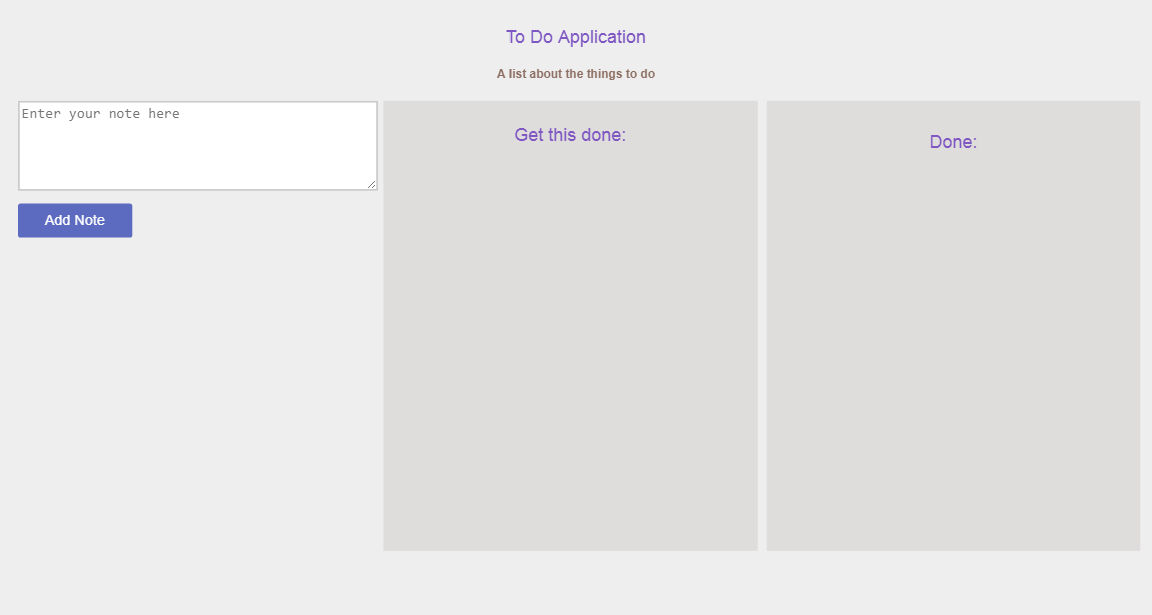 To Do Application
A list about the things to do
Enter your note here
Add Note
Get this done:
Done: